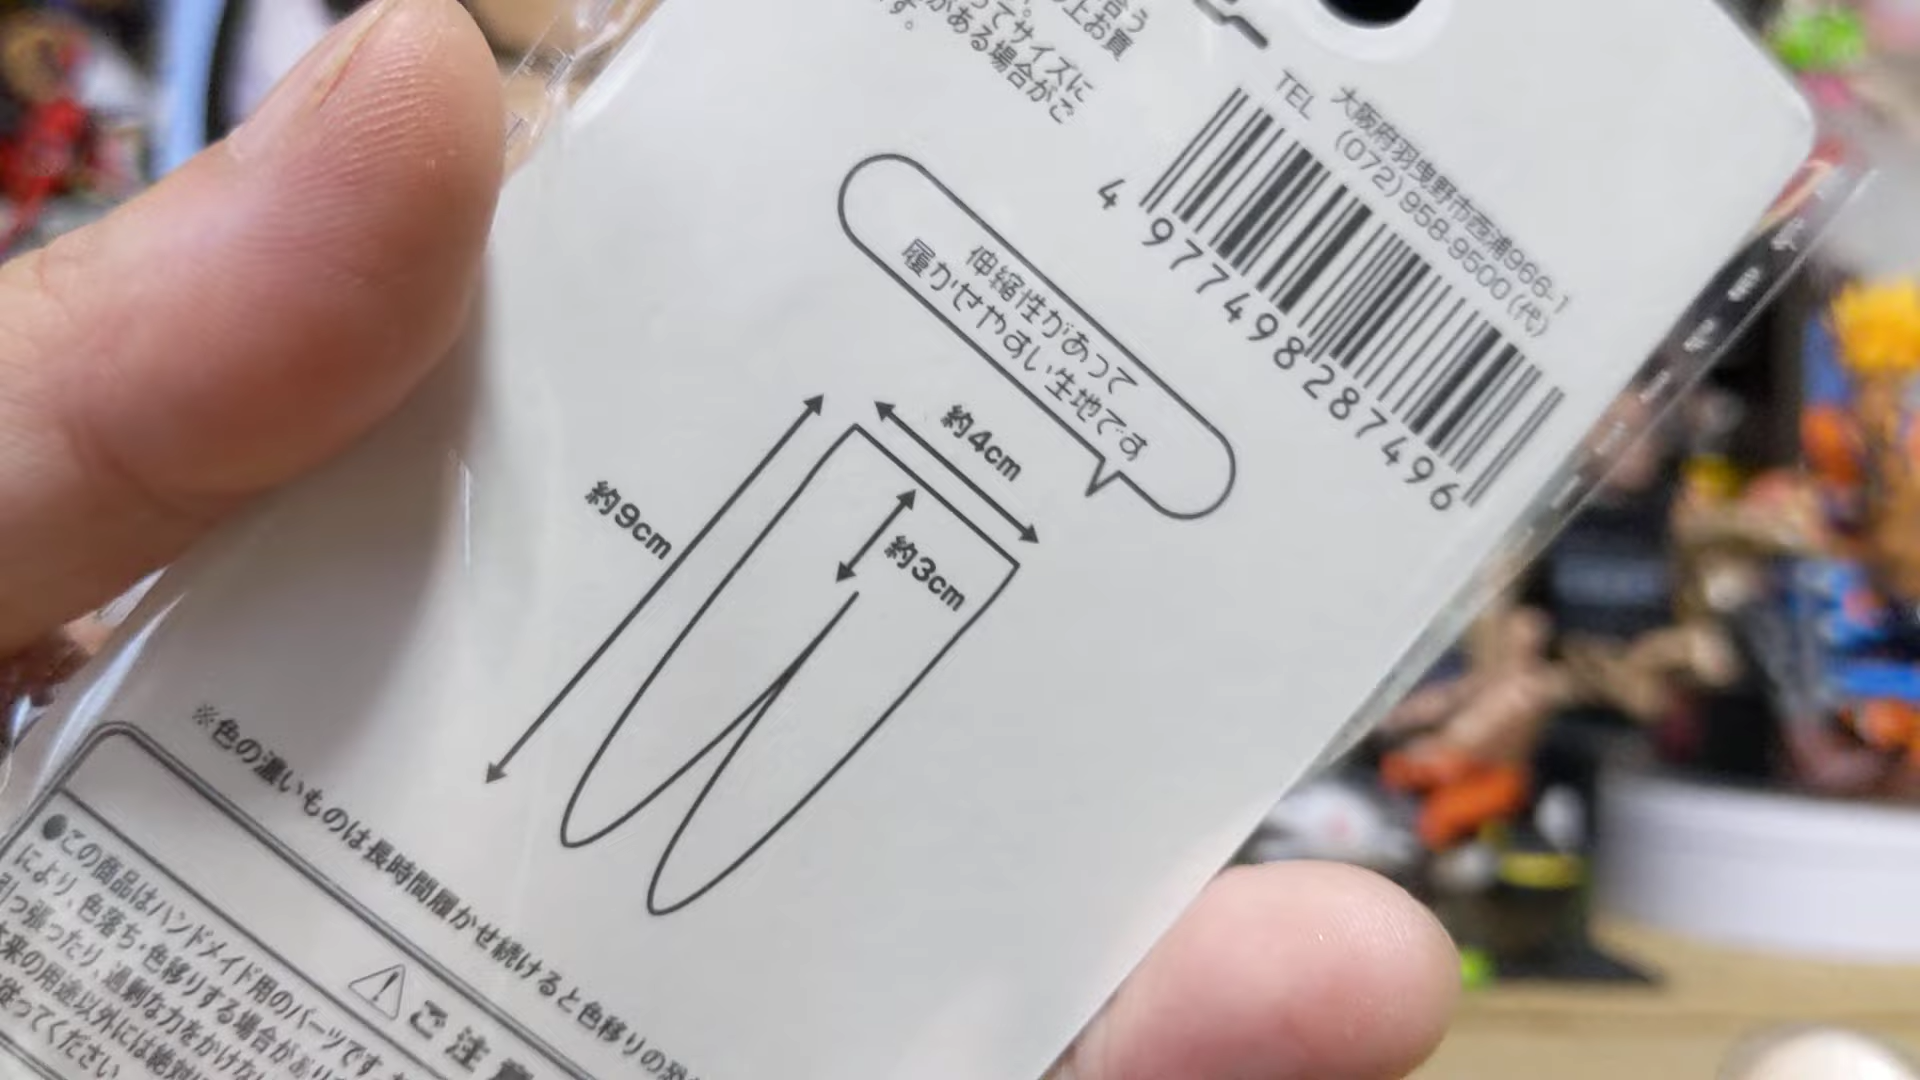 合う
上お買
ってサイズに
がある場合がご
す。
大阪府羽曳野市西浦966-1
TEL (072)958-9500(代)
4977498287496
伸縮性があって
履かせやすい生地です
約4cm
約9cm
約3cm
※色の濃いものは長時間履かせ続けると色移りの恐
ご注意
●この商品はハンドメイド用のパーツです
により、色落ち・色移りする場合があり
引っ張ったり、過剰な力をかけな
本来の用途以外には絶対に
従ってください